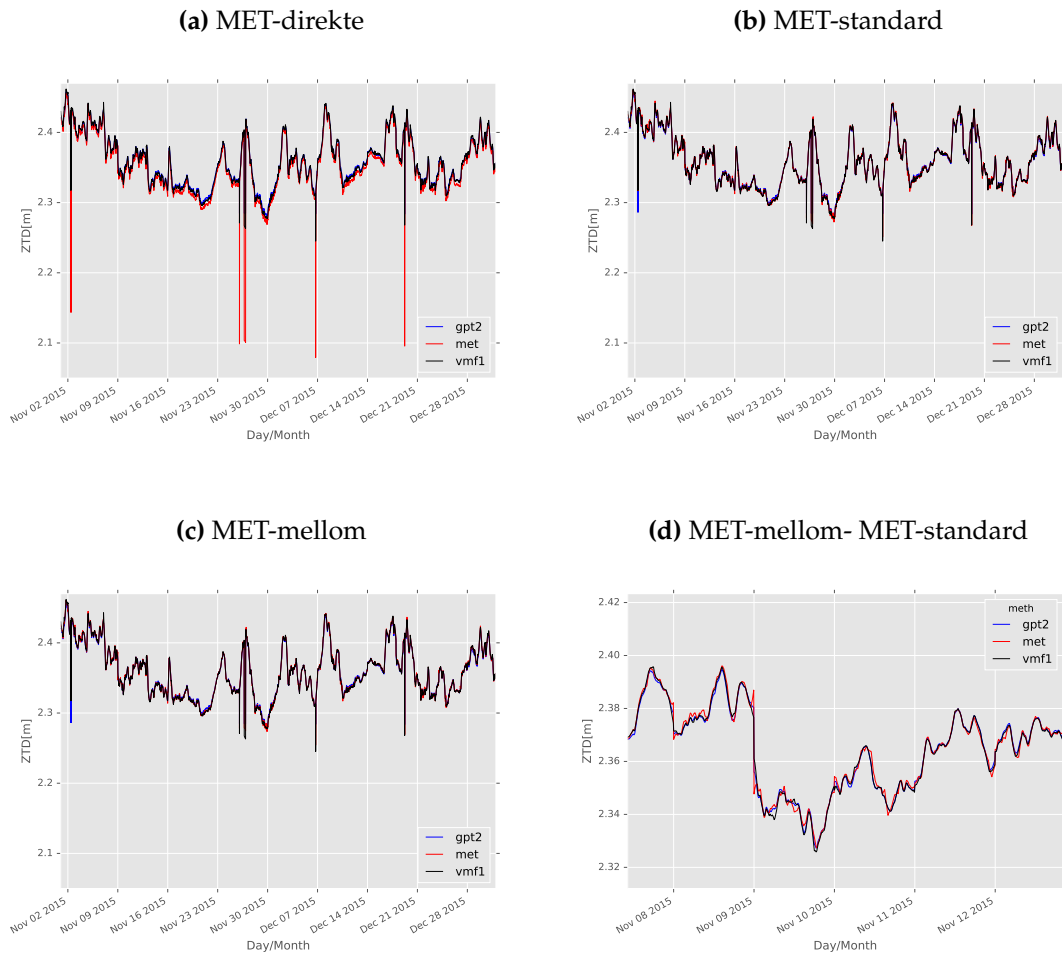 (a) MET-direkte
2.4
2.3
2.2
2.1
ZTD[m]
gpt2
met
vmf1
Nov 02 2015
Nov 09 2015
Nov 16 2015
Nov 23 2015
Nov 30 2015
Dec 07 2015
Dec 14 2015
Dec 21 2015
Dec 28 2015
Day/Month
(b) MET-standard
2.4
2.3
2.2
2.1
ZTD[m]
gpt2
met
vmf1
Nov 02 2015
Nov 09 2015
Nov 16 2015
Nov 23 2015
Nov 30 2015
Dec 07 2015
Dec 14 2015
Dec 21 2015
Dec 28 2015
Day/Month
(c) MET-mellom
2.4
2.3
2.2
2.1
ZTD[m]
gpt2
met
vmf1
Nov 02 2015
Nov 09 2015
Nov 16 2015
Nov 23 2015
Nov 30 2015
Dec 07 2015
Dec 14 2015
Dec 21 2015
Dec 28 2015
Day/Month
(d) MET-mellom- MET-standard
2.42
2.40
2.38
2.36
2.34
2.32
ZTD[m]
meth
gpt2
met
vmf1
Nov 08 2015
Nov 09 2015
Nov 10 2015
Nov 11 2015
Nov 12 2015
Day/Month